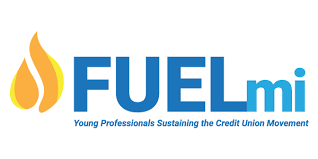 FUELmi
Young Professionals Sustaining the Credit Union Movement